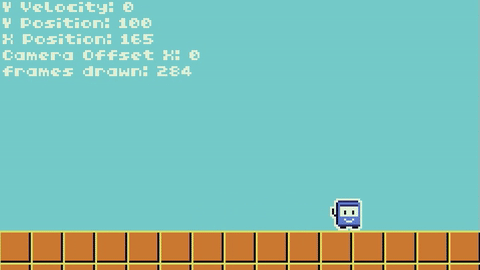 Y Velocity: 0
Y Position: 100
X Position: 165
Camera Offset X: 0
frames drawn: 284